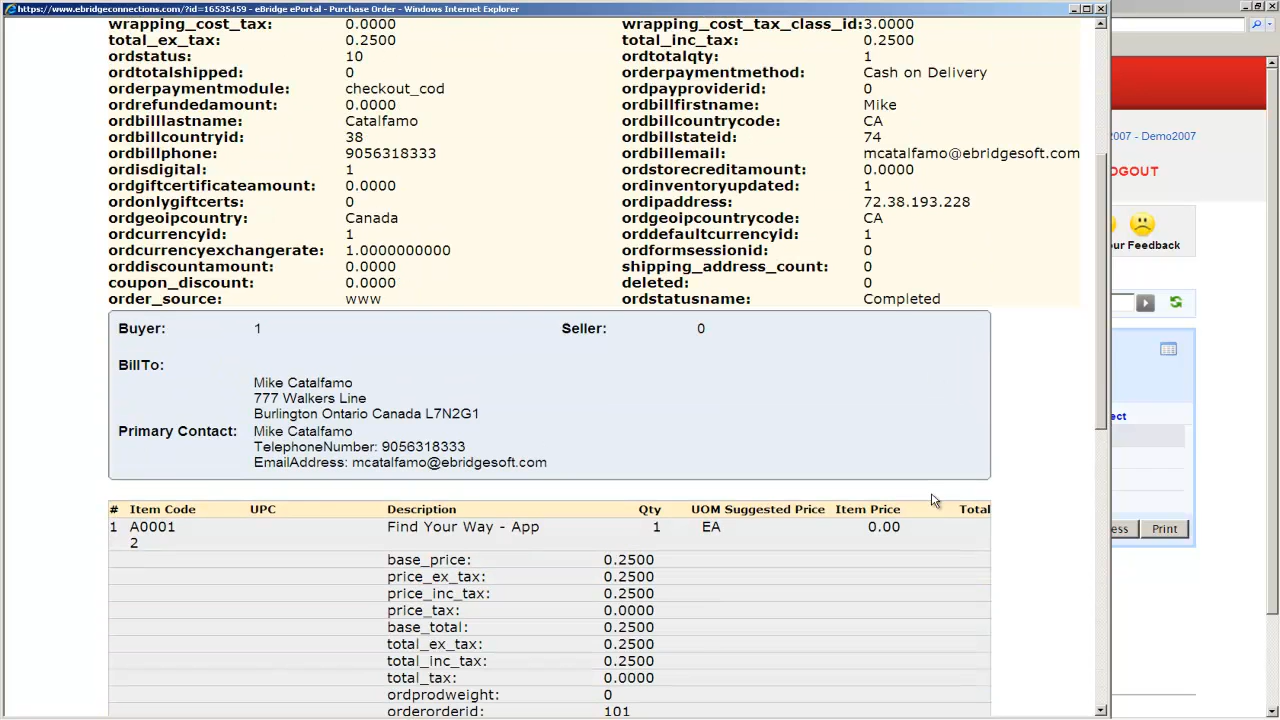 https://www.ebridgeconnections.com/?id=16535459 - eBridge ePortal - Purchase Order - Windows Internet Explorer
wrapping_cost_tax: 0.0000 wrapping_cost_tax_class_id: 3.0000
total_ex_tax: 0.2500 total_inc_tax: 0.2500
ordstatus: 10 ordtotalqty: 1
ordtotalshipped: 0 orderpaymentmethod: Cash on Delivery
orderpaymentmodule: checkout_cod ordpayproviderid: 0
ordrefundedamount: 0.0000 ordbillfirstname: Mike
ordbilllastname: Catalfamo ordbillcountrycode: CA
ordbillcountryid: 38 ordbillstateid: 74
ordbillphone: 9056318333 ordbillemail: mcatalfamo@ebridgesoft.com
ordisdigital: 1 ordstorecreditamount: 0.0000
ordgiftcertificateamount: 0.0000 ordinventoryupdated: 1
ordonlygiftcerts: 0 ordipaddress: 72.38.193.228
ordgeoipcountry: Canada ordgeoipcountrycode: CA
ordcurrencyid: 1 orddefaultcurrencyid: 1
ordcurrencyexchangerate: 1.0000000000 ordformsessionid: 0
orddiscountamount: 0.0000 shipping_address_count: 0
coupon_discount: 0.0000 deleted: 0
order_source: www ordstatusname: Completed
Buyer: 1 Seller: 0
BillTo:
Mike Catalfamo
777 Walkers Line
Burlington Ontario Canada L7N2G1
Primary Contact: Mike Catalfamo
TelephoneNumber: 9056318333
EmailAddress: mcatalfamo@ebridgesoft.com
# Item Code UPC Description Qty UOM Suggested Price Item Price Total
1 A0001 Find Your Way - App 1 EA 0.00
2
base_price: 0.2500
price_ex_tax: 0.2500
price_inc_tax: 0.2500
price_tax: 0.0000
base_total: 0.2500
total_ex_tax: 0.2500
total_inc_tax: 0.2500
total_tax: 0.0000
ordprodweight: 0
orderorderid: 101
2007 - Demo2007
OGOUT
ur Feedback
ect
ess Print